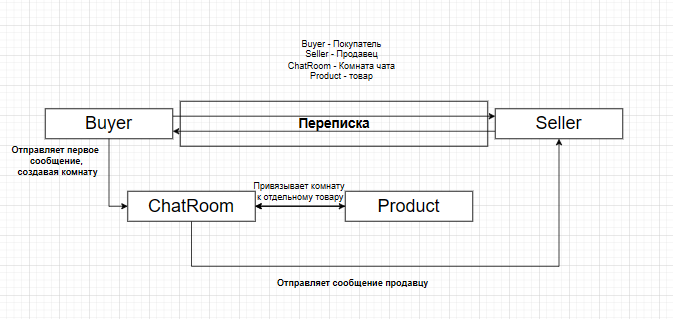 Buyer - Покупатель
Seller - Продавец
ChatRoom - Комната чата
Product - товар
Buyer
Переписка
Seller
Отправляет первое
сообщение,
создавая комнату
ChatRoom
Привязывает комнату
к отдельному товару
Product
Отправляет сообщение продавцу